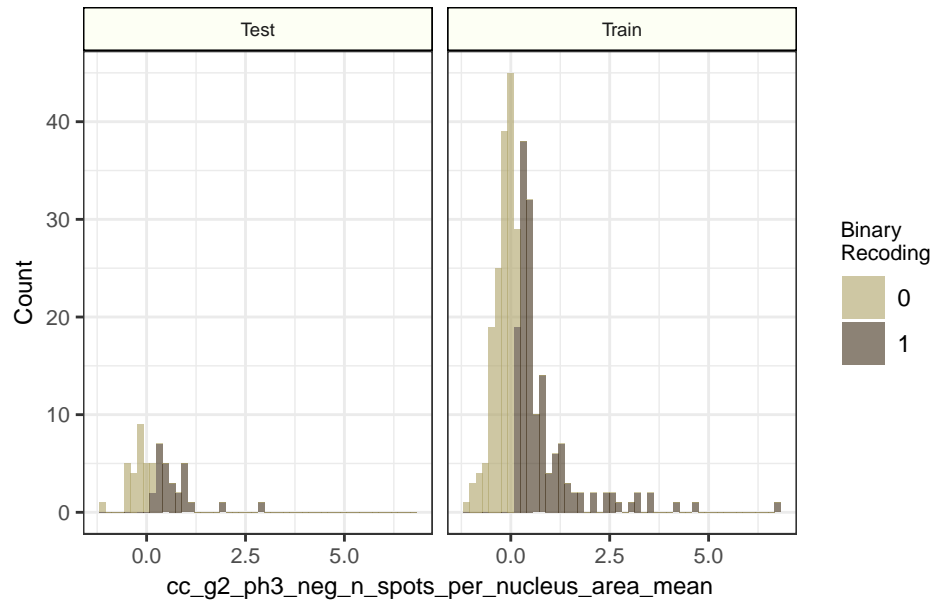 Test
Train
40
30
20
10
0
Count
0.0
2.5
5.0
0.0
2.5
5.0
cc_g2_ph3_neg_n_spots_per_nucleus_area_mean
Binary
Recoding
0
1